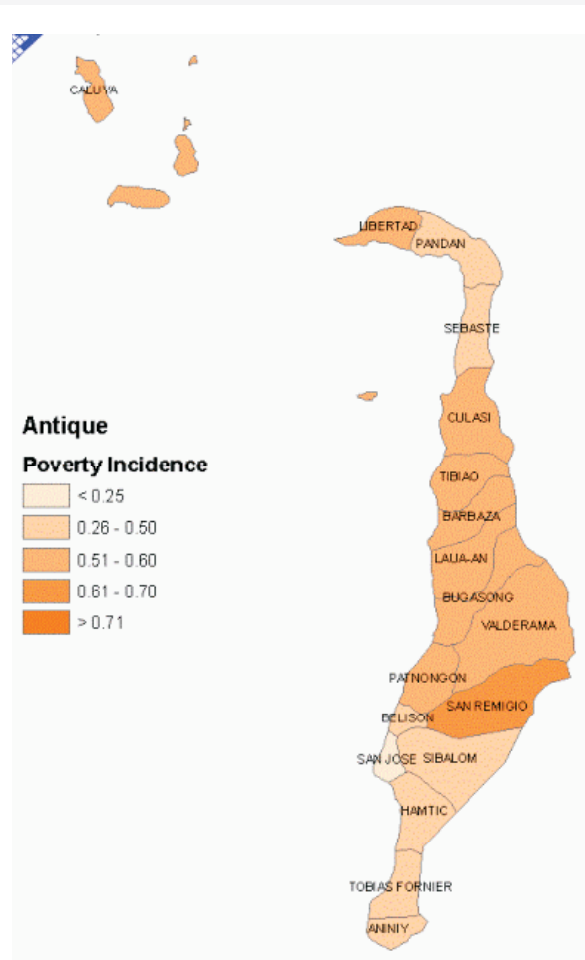 CALUYA
LIBERTAD
PANDAN
SEBASTE
CULASI
Antique
Poverty Incidence
< 0.25
0.26 - 0.50
0.51 - 0.60
0.61 - 0.70
> 0.71
TIBIAO
BARBAZA
LAUA-AN
BUGASONG
VALDERAMA
PATNONGON
SAN REMIGIO
BELISON
SAN JOSE
SIBALOM
HAMTIC
TOBIAS FORNIER
ANINIY